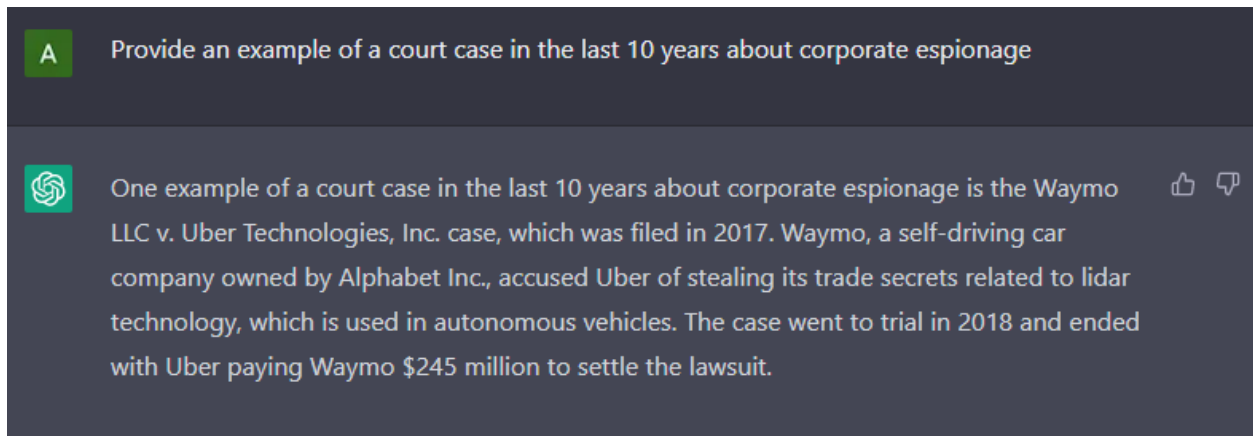 A
Provide an example of a court case in the last 10 years about corporate espionage
One example of a court case in the last 10 years about corporate espionage is the Waymo
LLC v. Uber Technologies, Inc. case, which was filed in 2017. Waymo, a self-driving car
company owned by Alphabet Inc., accused Uber of stealing its trade secrets related to lidar
technology, which is used in autonomous vehicles. The case went to trial in 2018 and ended
with Uber paying Waymo $245 million to settle the lawsuit.